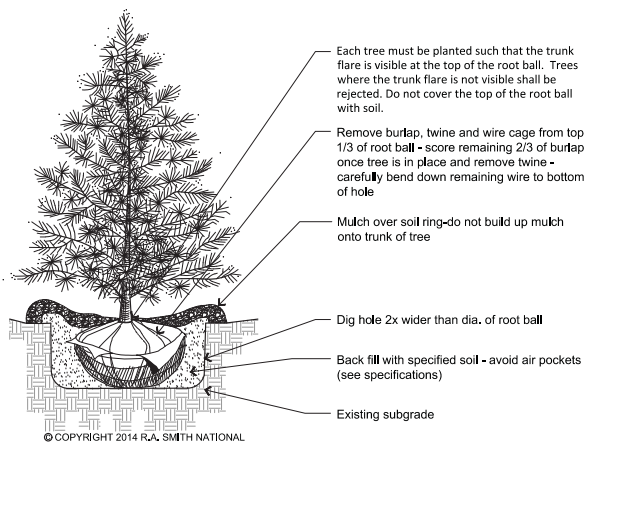 Each tree must be planted such that the trunk
flare is visible at the top of the root ball.  Trees
where the trunk flare is not visible shall be
rejected. Do not cover the top of the root ball
with soil.
Remove burlap, twine and wire cage from top
1/3 of root ball - score remaining 2/3 of burlap
once tree is in place and remove twine -
carefully bend down remaining wire to bottom
of hole
Mulch over soil ring-do not build up mulch
onto trunk of tree
Dig hole 2x wider than dia. of root ball
Back fill with specified soil - avoid air pockets
(see specifications)
Existing subgrade
© COPYRIGHT 2014 R.A. SMITH NATIONAL